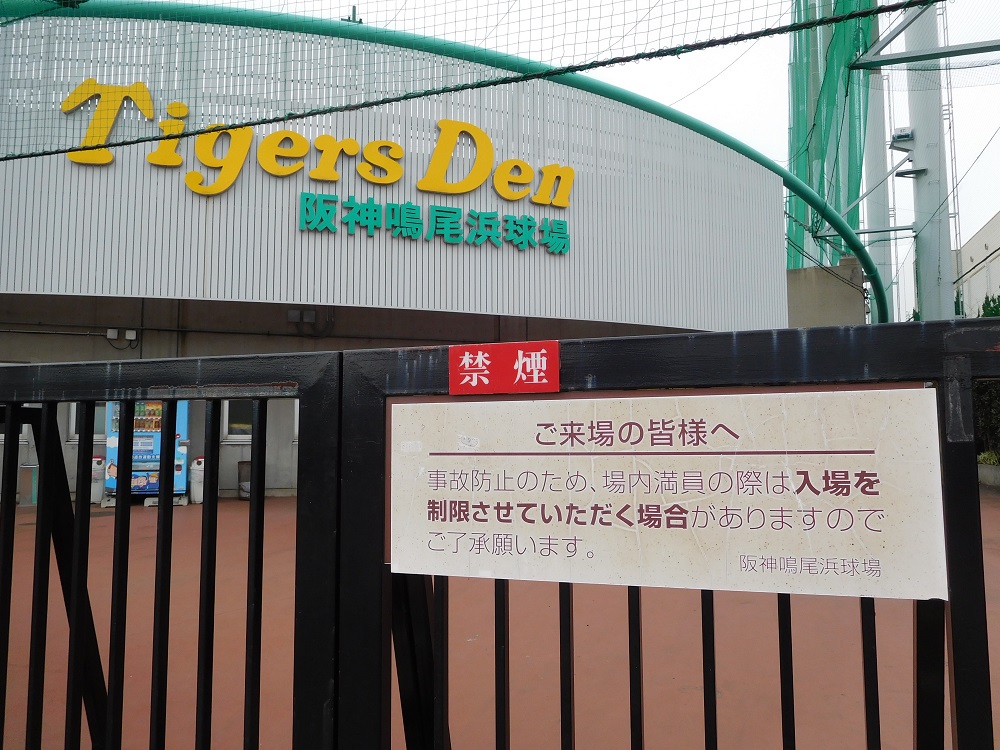 Tigers Den
阪神鳴尾浜球場
禁煙
ご来場の皆様へ
事故防止のため、場内満員の際は入場を
制限させていただく場合がありますので
ご了承願います。
阪神鳴尾浜球場